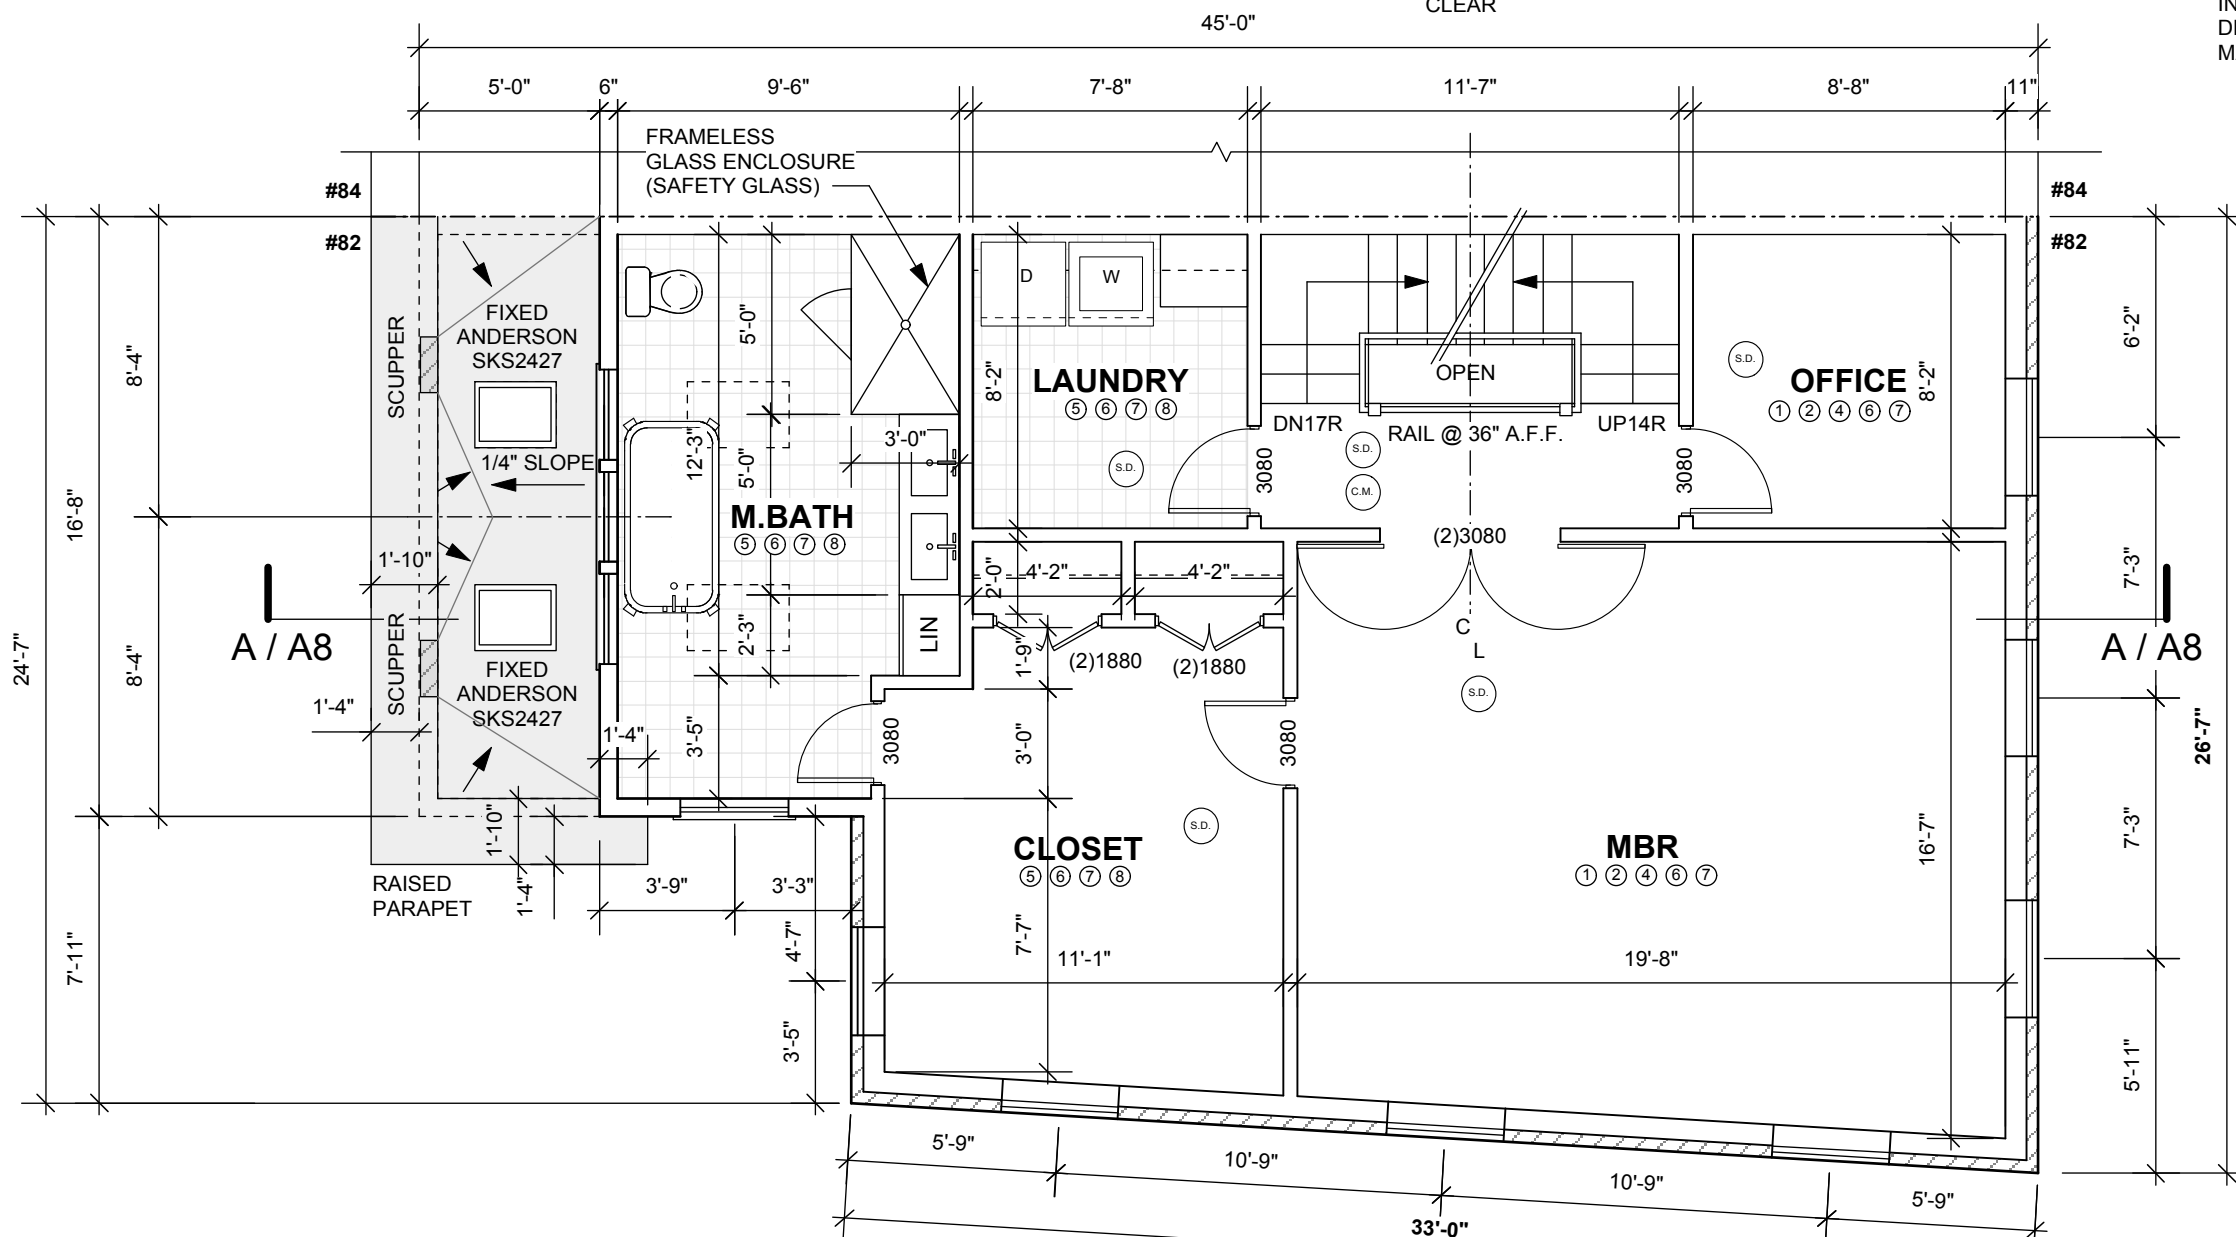 CLEAR
IN
DI
M
45'-0"
5'-0"
6"
9'-6"
7'-8"
11'-7"
8'-8"
11"
FRAMELESS
GLASS ENCLOSURE
(SAFETY GLASS)
#84
#84
#82
#82
SCUPPER
FIXED
ANDERSON
SKS2427
1/4" SLOPE
8'-4"
16'-8"
24'-7"
8'-4"
7'-11"
5'-0"
12'-3"
5'-0"
3'-0"
M.BATH
5 6 7 8
2'-3"
LIN
D
W
8'-2"
LAUNDRY
5 6 7 8
S.D.
3080
OPEN
DN17R
RAIL @ 36" A.F.F.
UP14R
S.D.
C.M.
3080
S.D.
OFFICE
1 2 4 6 7
8'-2"
6'-2"
7'-3"
(2)3080
4'-2"
4'-2"
2'-0"
1'-9"
(2)1880
(2)1880
C
L
S.D.
1'-10"
A / A8
A / A8
SCUPPER
FIXED
ANDERSON
SKS2427
1'-4"
1'-4"
3'-5"
3080
3'-0"
3080
26'-7"
1'-10"
1'-4"
RAISED
PARAPET
3'-9"
3'-3"
S.D.
CLOSET
5 6 7 8
MBR
1 2 4 6 7
16'-7"
7'-3"
4'-7"
7'-7"
11'-1"
19'-8"
3'-5"
5'-11"
5'-9"
10'-9"
10'-9"
5'-9"
33'-0"